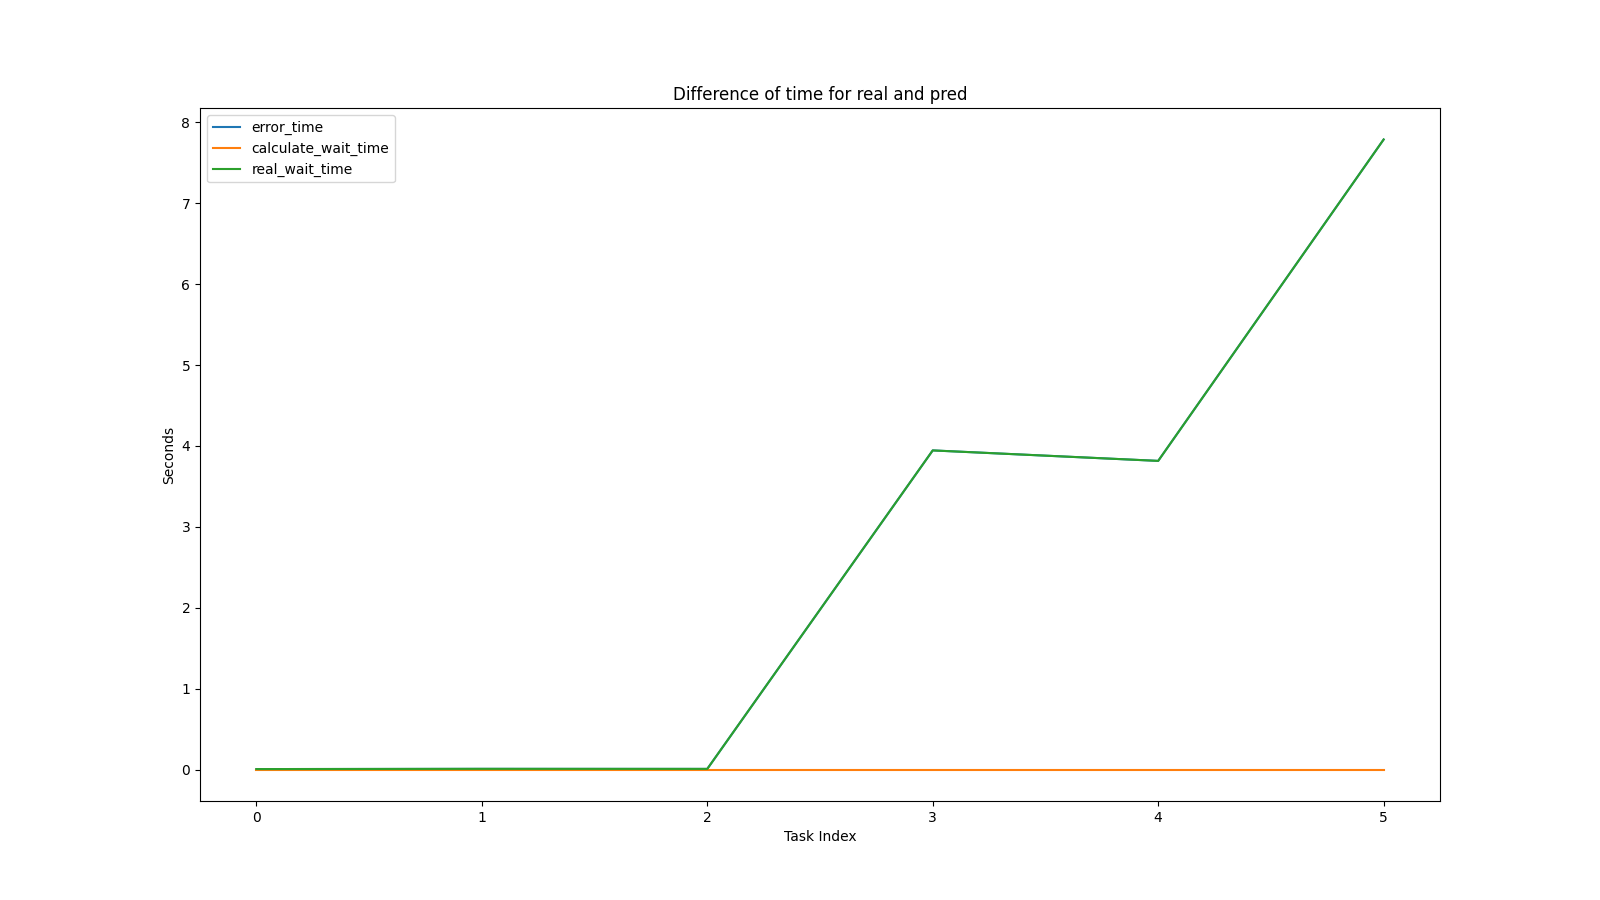 Difference of time for real and pred
error_time
calculate_wait_time
real_wait_time
8
7
6
5
4
3
2
1
0
Seconds
0 1 2 3 4 5
Task Index